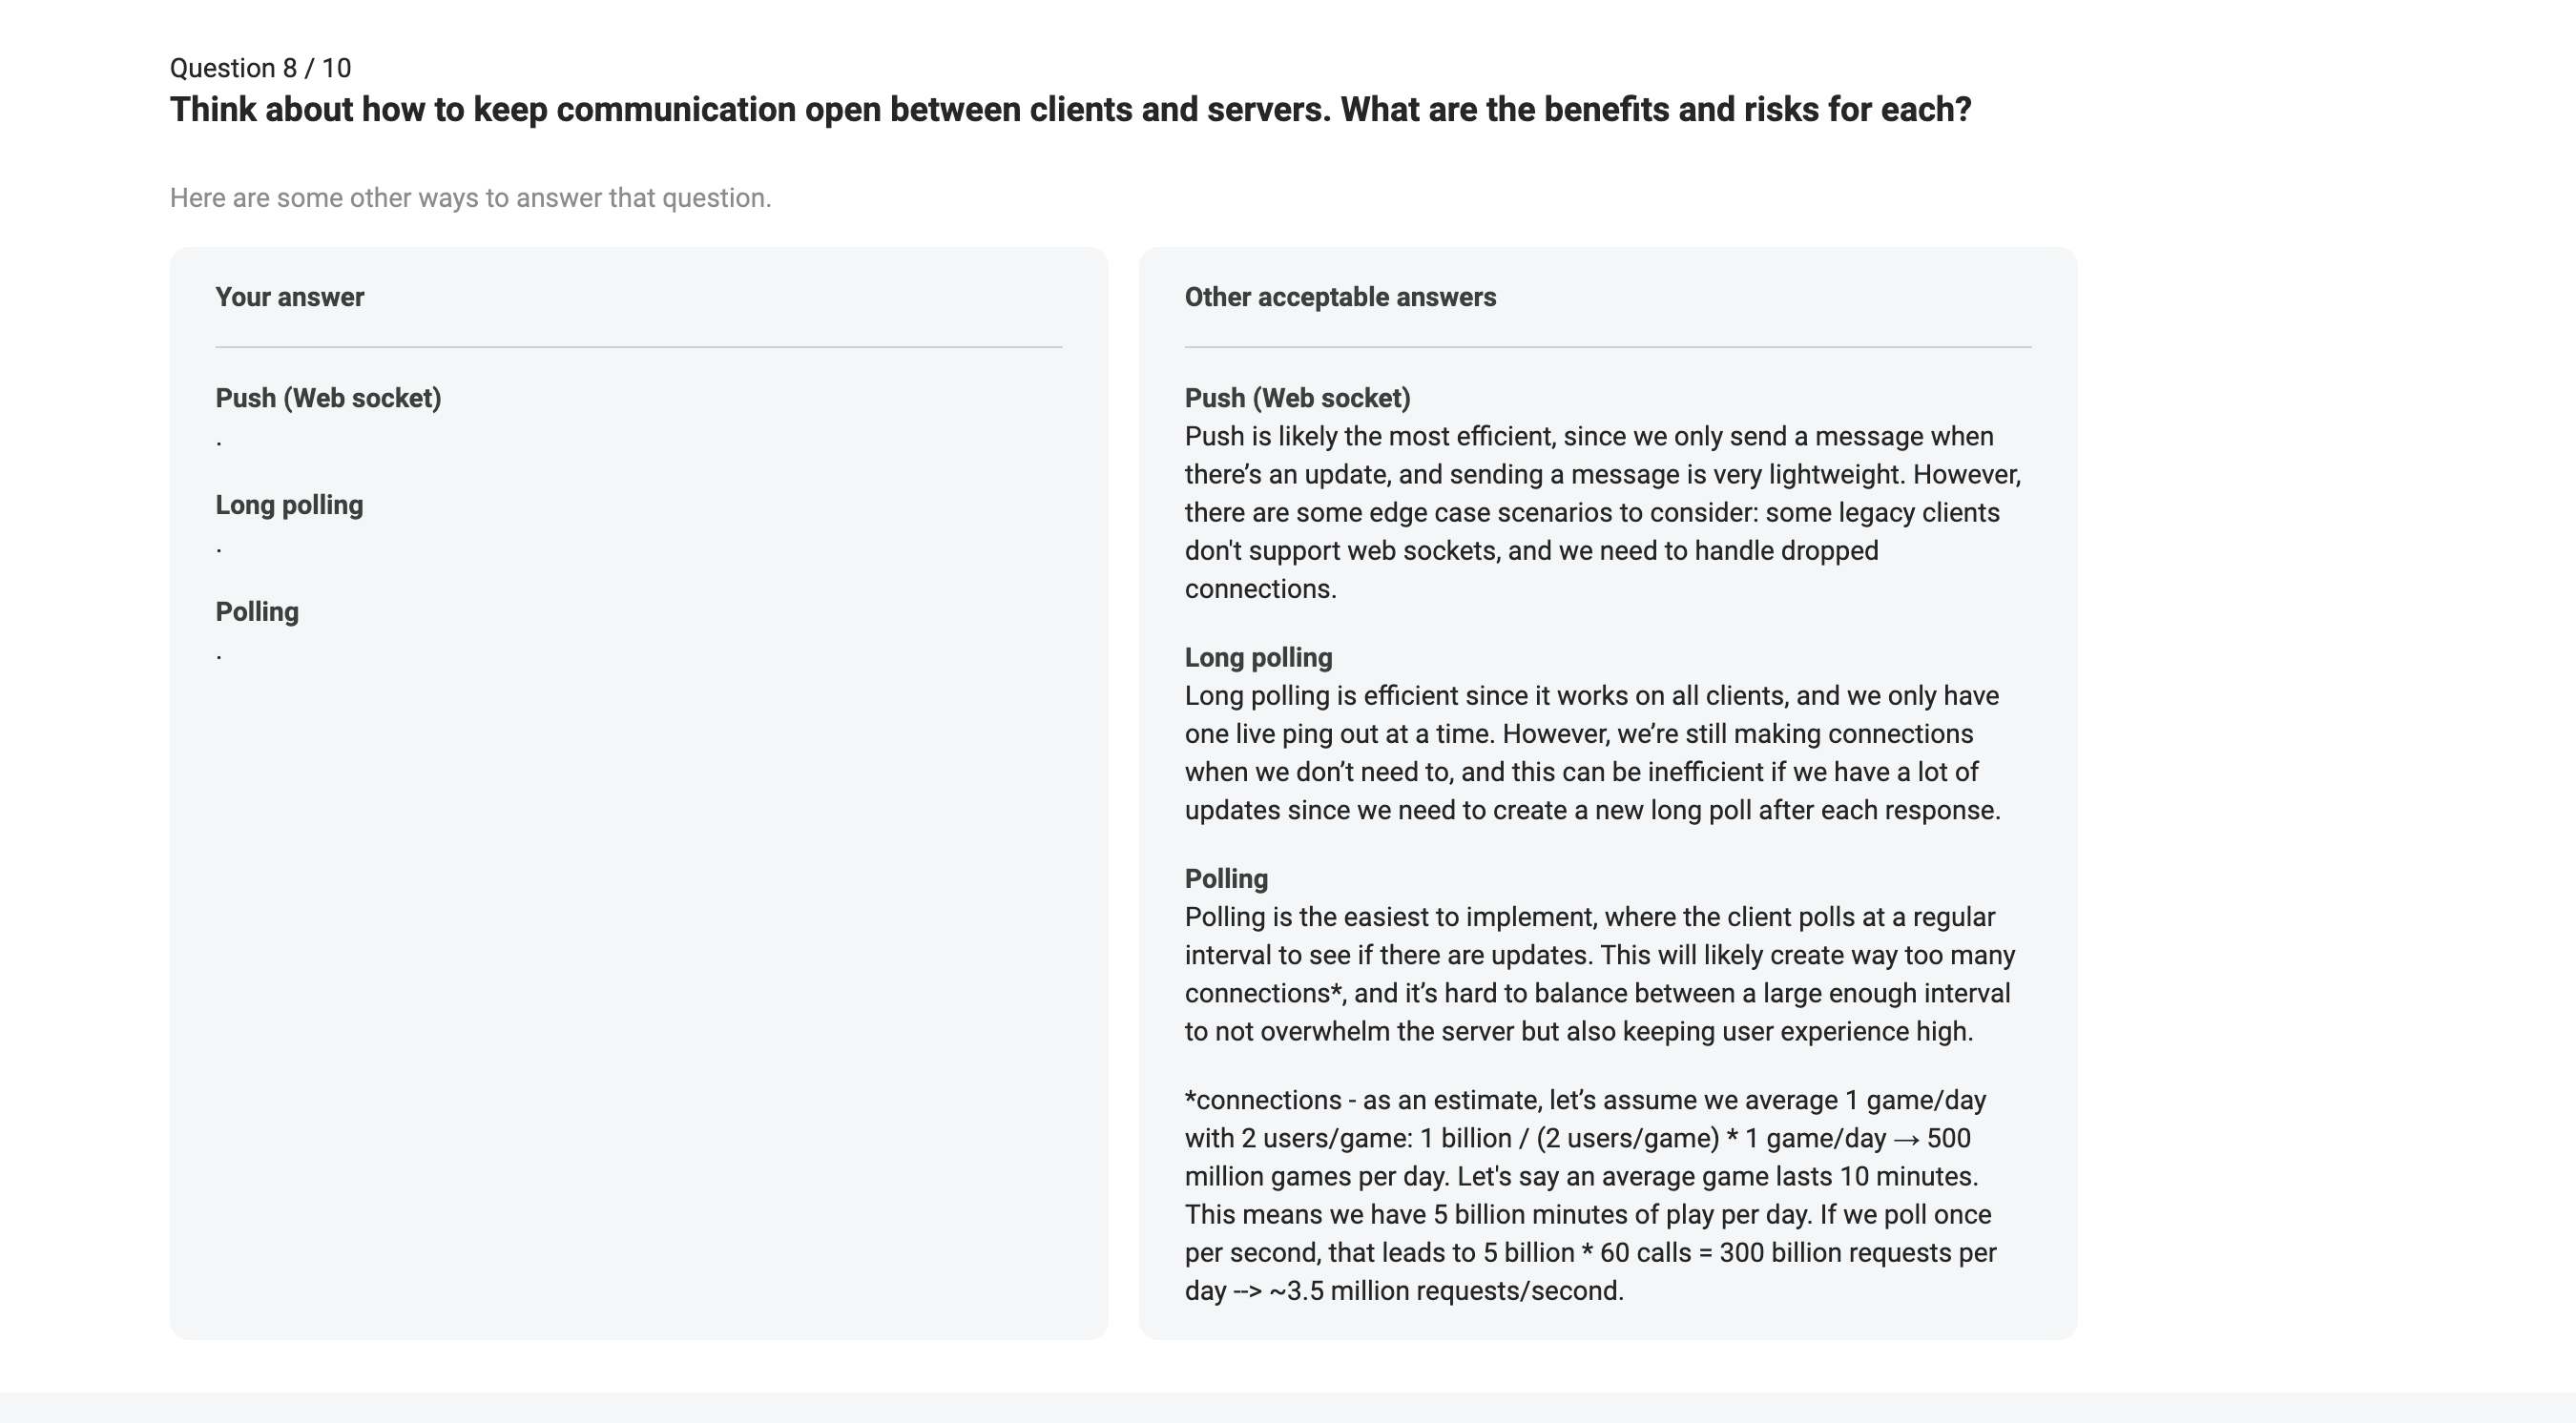 Question 8 / 10
Think about how to keep communication open between clients and servers. What are the benefits and risks for each?
Here are some other ways to answer that question.
Your answer
Push (Web socket)
.
Long polling
.
Polling
.
Other acceptable answers
Push (Web socket)
Push is likely the most efficient, since we only send a message when
there’s an update, and sending a message is very lightweight. However,
there are some edge case scenarios to consider: some legacy clients
don't support web sockets, and we need to handle dropped
connections.
Long polling
Long polling is efficient since it works on all clients, and we only have
one live ping out at a time. However, we’re still making connections
when we don’t need to, and this can be inefficient if we have a lot of
updates since we need to create a new long poll after each response.
Polling
Polling is the easiest to implement, where the client polls at a regular
interval to see if there are updates. This will likely create way too many
connections*, and it’s hard to balance between a large enough interval
to not overwhelm the server but also keeping user experience high.
*connections - as an estimate, let’s assume we average 1 game/day
with 2 users/game: 1 billion / (2 users/game) * 1 game/day → 500
million games per day. Let's say an average game lasts 10 minutes.
This means we have 5 billion minutes of play per day. If we poll once
per second, that leads to 5 billion * 60 calls = 300 billion requests per
day --> ~3.5 million requests/second.